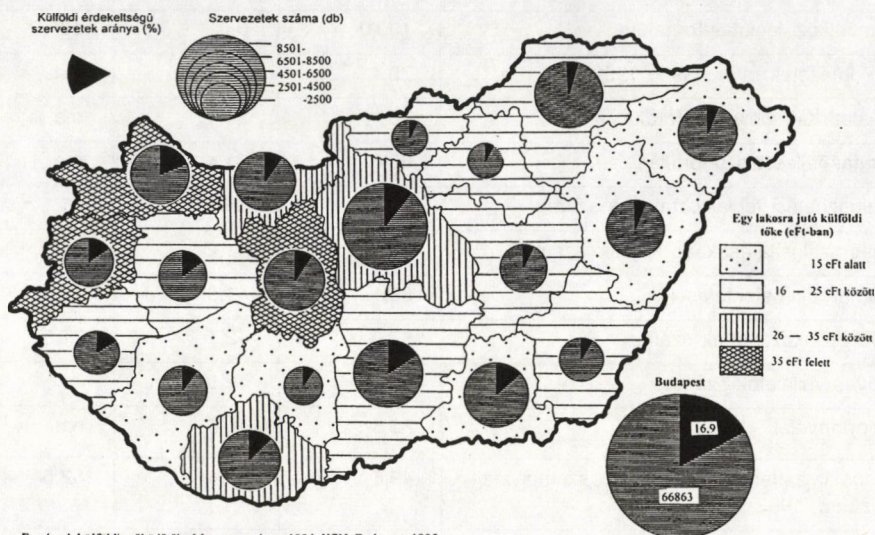 Külföldi érdekeltségű
szervezetek aránya (%)
Szervezetek száma (db)
8501-
6501-8500
4501-6500
2501-4500
-2500
Egy lakosra jutó külföldi
tőke (eFt-ban)
15 eFt alatt
16 — 25 eFt között
26 — 35 eFt között
35 eFt felett
Budapest
16,9
66863